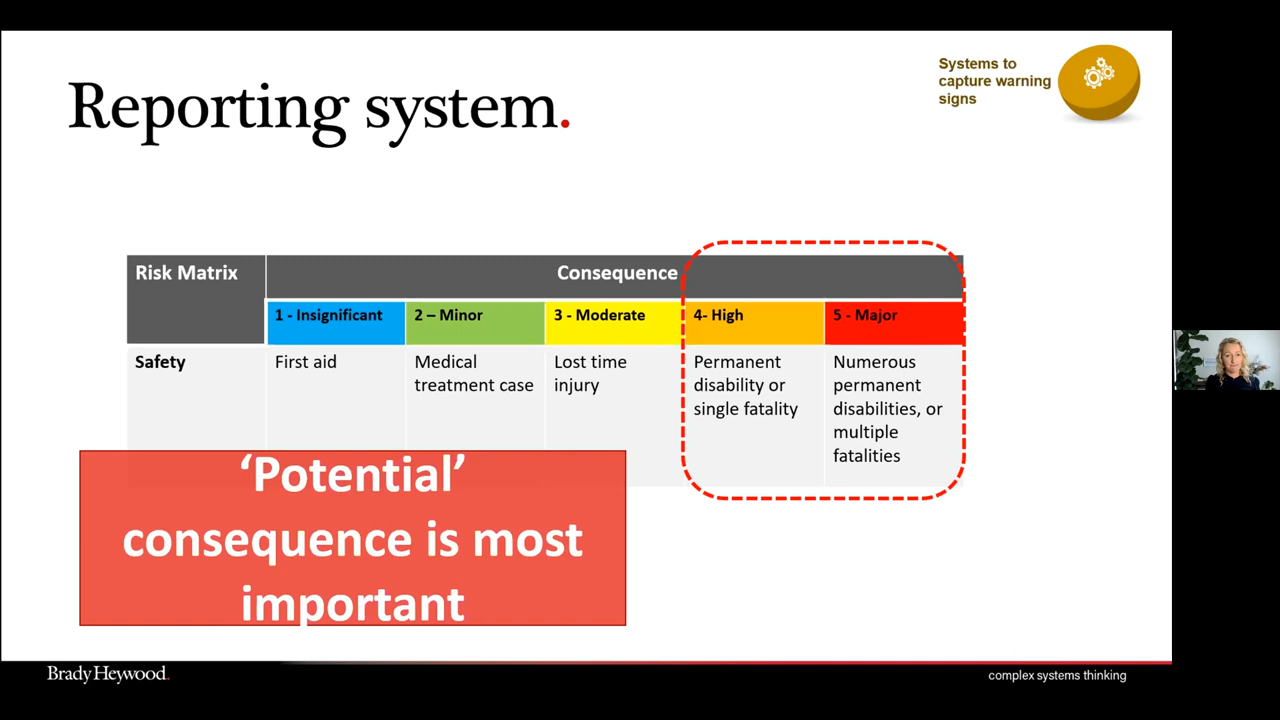 Reporting system.
Systems to
capture warning
signs
Risk Matrix
Consequence
1 - Insignificant
2 – Minor
3 - Moderate
4- High
5 - Major
Safety
First aid
Medical
treatment case
Lost time
injury
Permanent
disability or
single fatality
Numerous
permanent
disabilities, or
multiple
fatalities
‘Potential’
consequence is most
important
BradyHeywood.
complex systems thinking